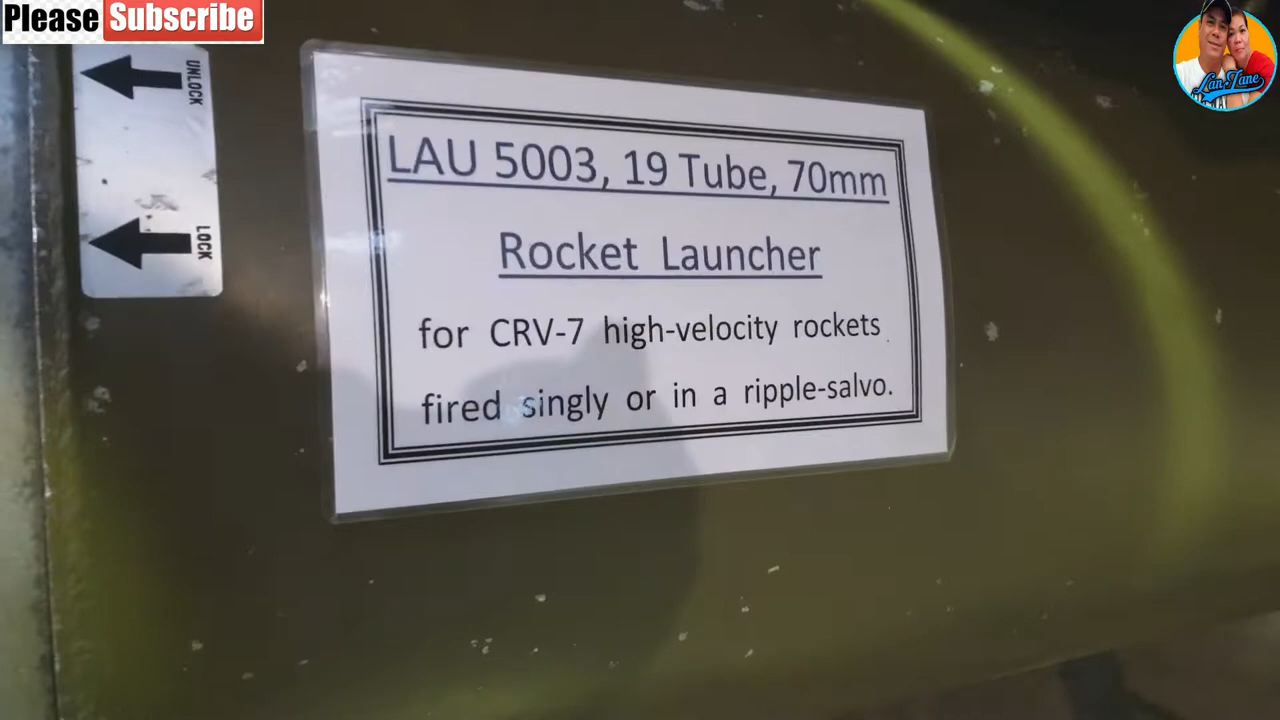 Please Subscribe
UNLOCK
LOCK
LAU 5003, 19 Tube, 70mm
Rocket Launcher
for CRV-7 high-velocity rockets
fired singly or in a ripple-salvo.
Lan Lane